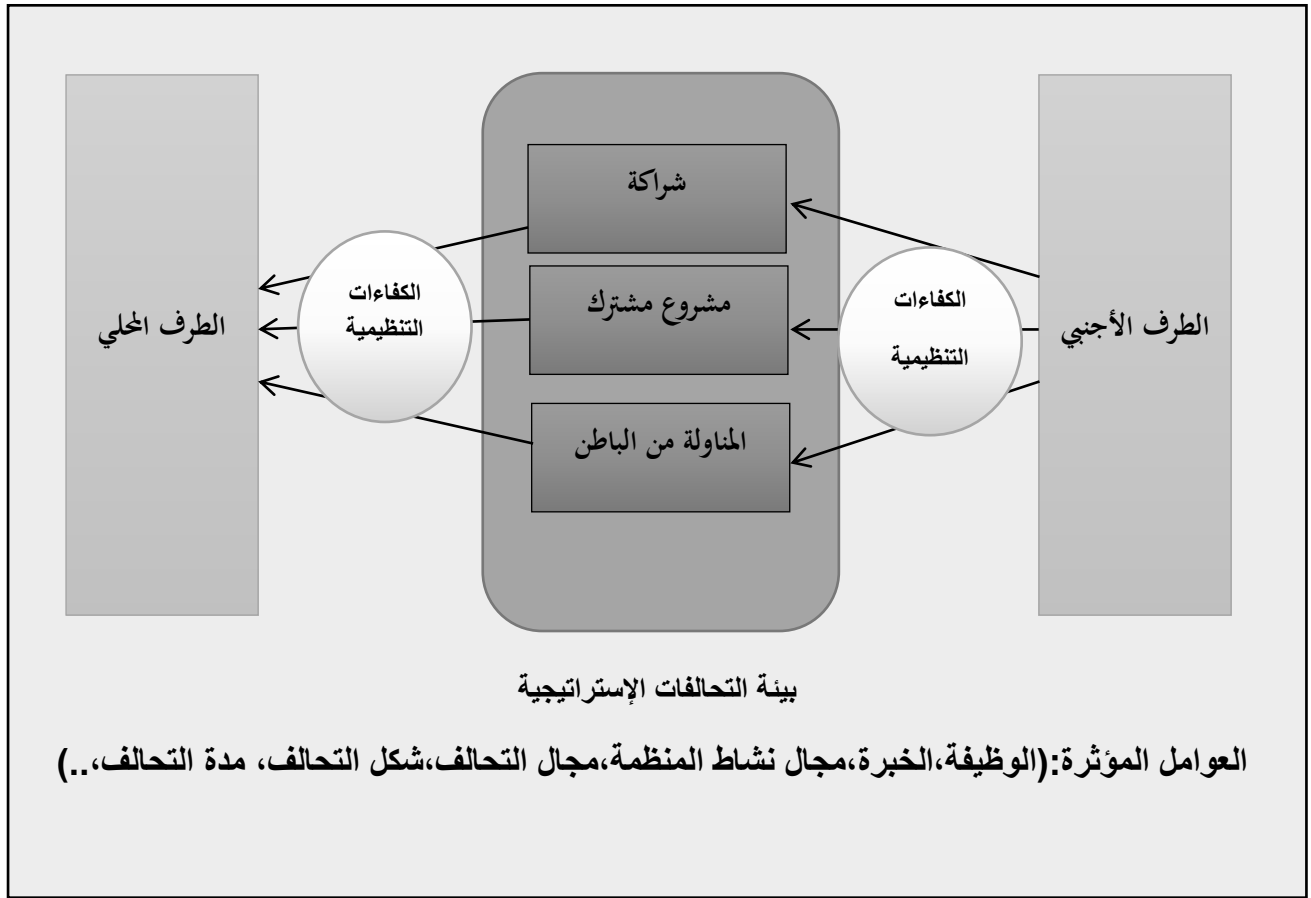 شراكة
الكفاءات
التنظيمية
الطرف الأجنبي
مشروع مشترك
الكفاءات
التنظيمية
الطرف المحلي
المناولة من الباطن
بيئة التحالفات الإستراتيجية
العوامل المؤثرة:(الوظيفة،الخبرة،مجال نشاط المنظمة،مجال التحالف،شكل التحالف، مدة التحالف،..)